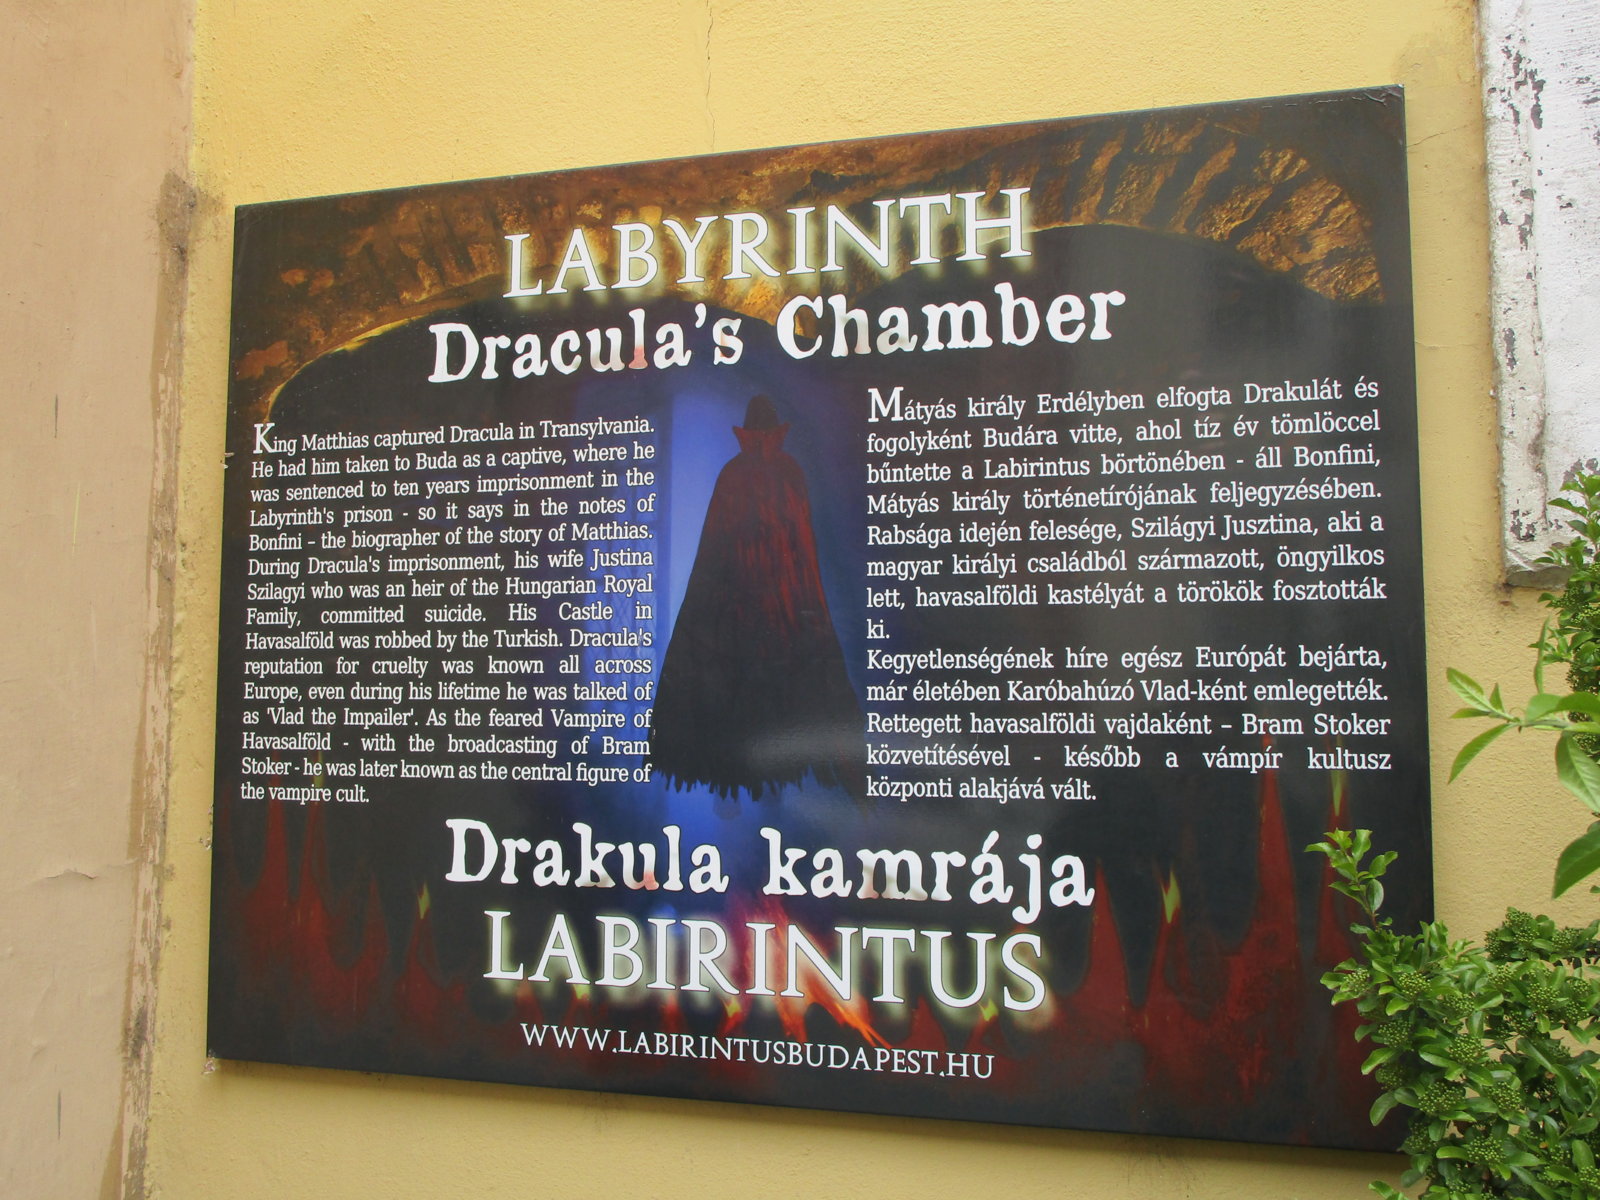 LABYRINTH
Dracula's Chamber
King Matthias captured Dracula in Transylvania.
He had him taken to Buda as a captive, where he
was sentenced to ten years imprisonment in the
Labyrinth's prison - so it says in the notes of
Bonfini – the biographer of the story of Matthias.
During Dracula's imprisonment, his wife Justina
Szilagyi who was an heir of the Hungarian Royal
Family, committed suicide. His Castle in
Havasalföld was robbed by the Turkish. Dracula's
reputation for cruelty was known all across
Europe, even during his lifetime he was talked of
as 'Vlad the Impailer'. As the feared Vampire of
Havasalföld - with the broadcasting of Bram
Stoker - he was later known as the central figure of
the vampire cult.
Mátyás király Erdélyben elfogta Drakulát és
fogolyként Budára vitte, ahol tíz év tömlöccel
bűntette a Labirintus börtönében - áll Bonfini,
Mátyás király történetírójának feljegyzésében.
Rabsága idején felesége, Szilágyi Jusztina, aki a
magyar királyi családból származott, öngyilkos
lett, havasalföldi kastélyát a törökök fosztották
ki.
Kegyetlenségének híre egész Európát bejárta,
már életében Karóbahúzó Vlad-ként emlegették.
Rettegett havasalföldi vajdaként – Bram Stoker
közvetítésével - később a vámpír kultusz
központi alakjává vált.
Drakula kamrája
LABIRINTUS
WWW.LABIRINTUSBUDAPEST.HU